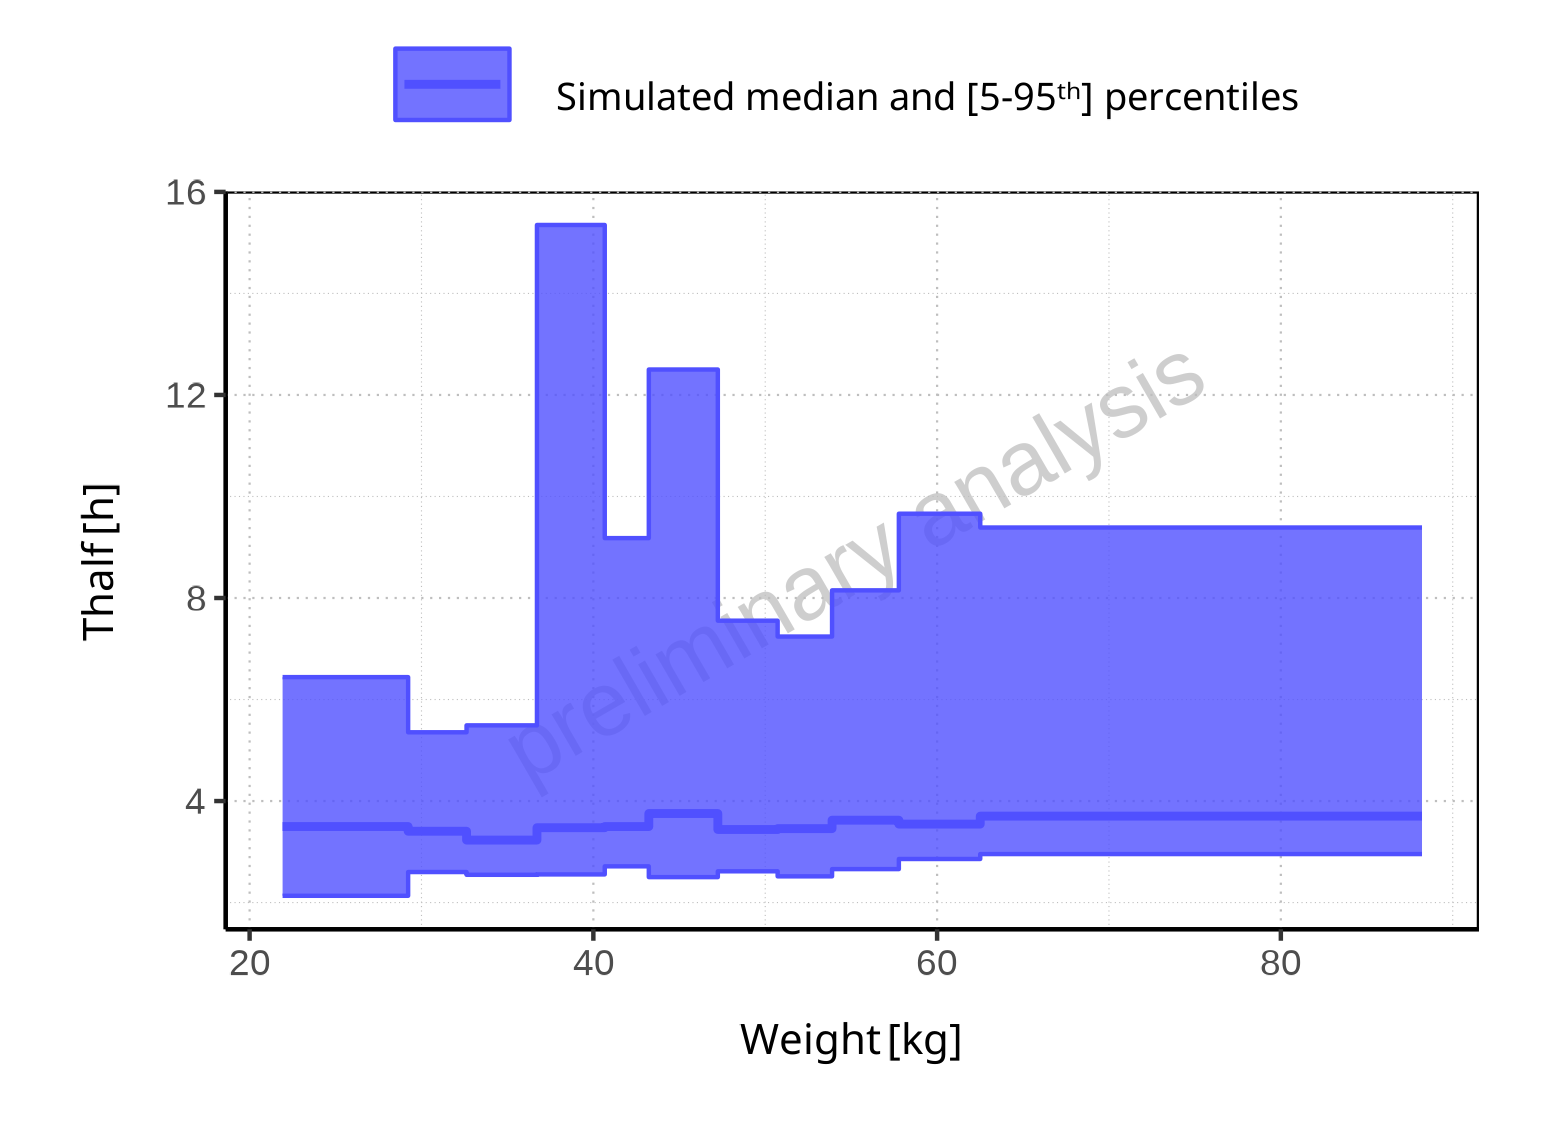 Simulated median and [5-95ᵗʰ] percentiles
16
12
8
4
Thalf [h]
preliminary analysis
20 40 60 80
Weight [kg]